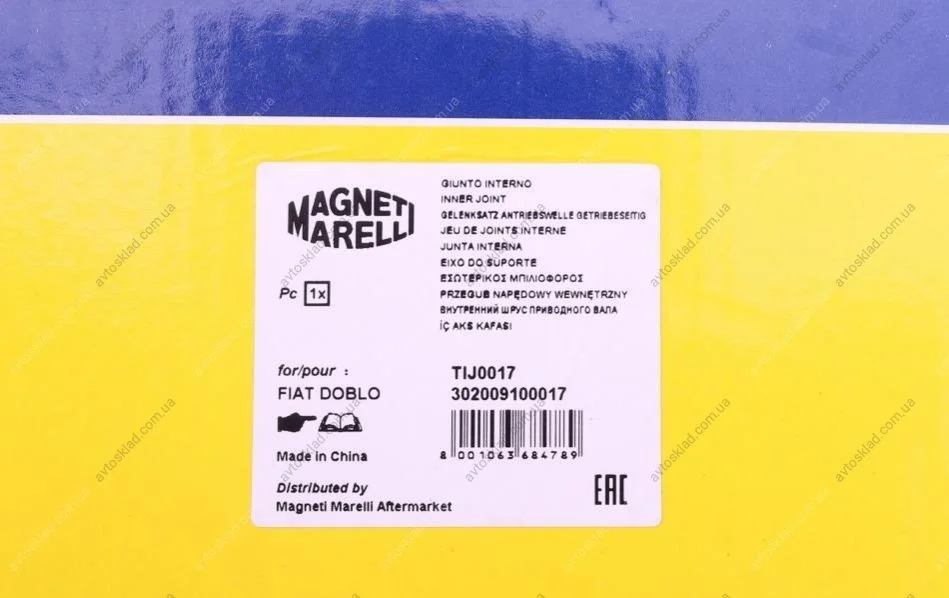 MAGNETI
MARELLI
Pc 1x
GIUNTO INTERNO
INNER JOINT
GELENKSATZ ANTRIEBSWELLE GETRIEBESEITIG
JEU DE JOINTS INTERNE
JUNTA INTERNA
EIXO DO SUPORTE
ΕΣΩΤΕΡΙΚΟΣ ΜΠΙΛΙΟΦΟΡΟΣ
PRZEGUB NAPĘDOWY WEWNĘTRZNY
ВНУТРЕННИЙ ШРУС ПРИВОДНОГО ВАЛА
İÇ AKS KAFASI
for/pour :
FIAT DOBLO
TIJ0017
302009100017
8 001063 684789
Made in China
Distributed by
Magneti Marelli Aftermarket
EAC
avtosklad.com.ua